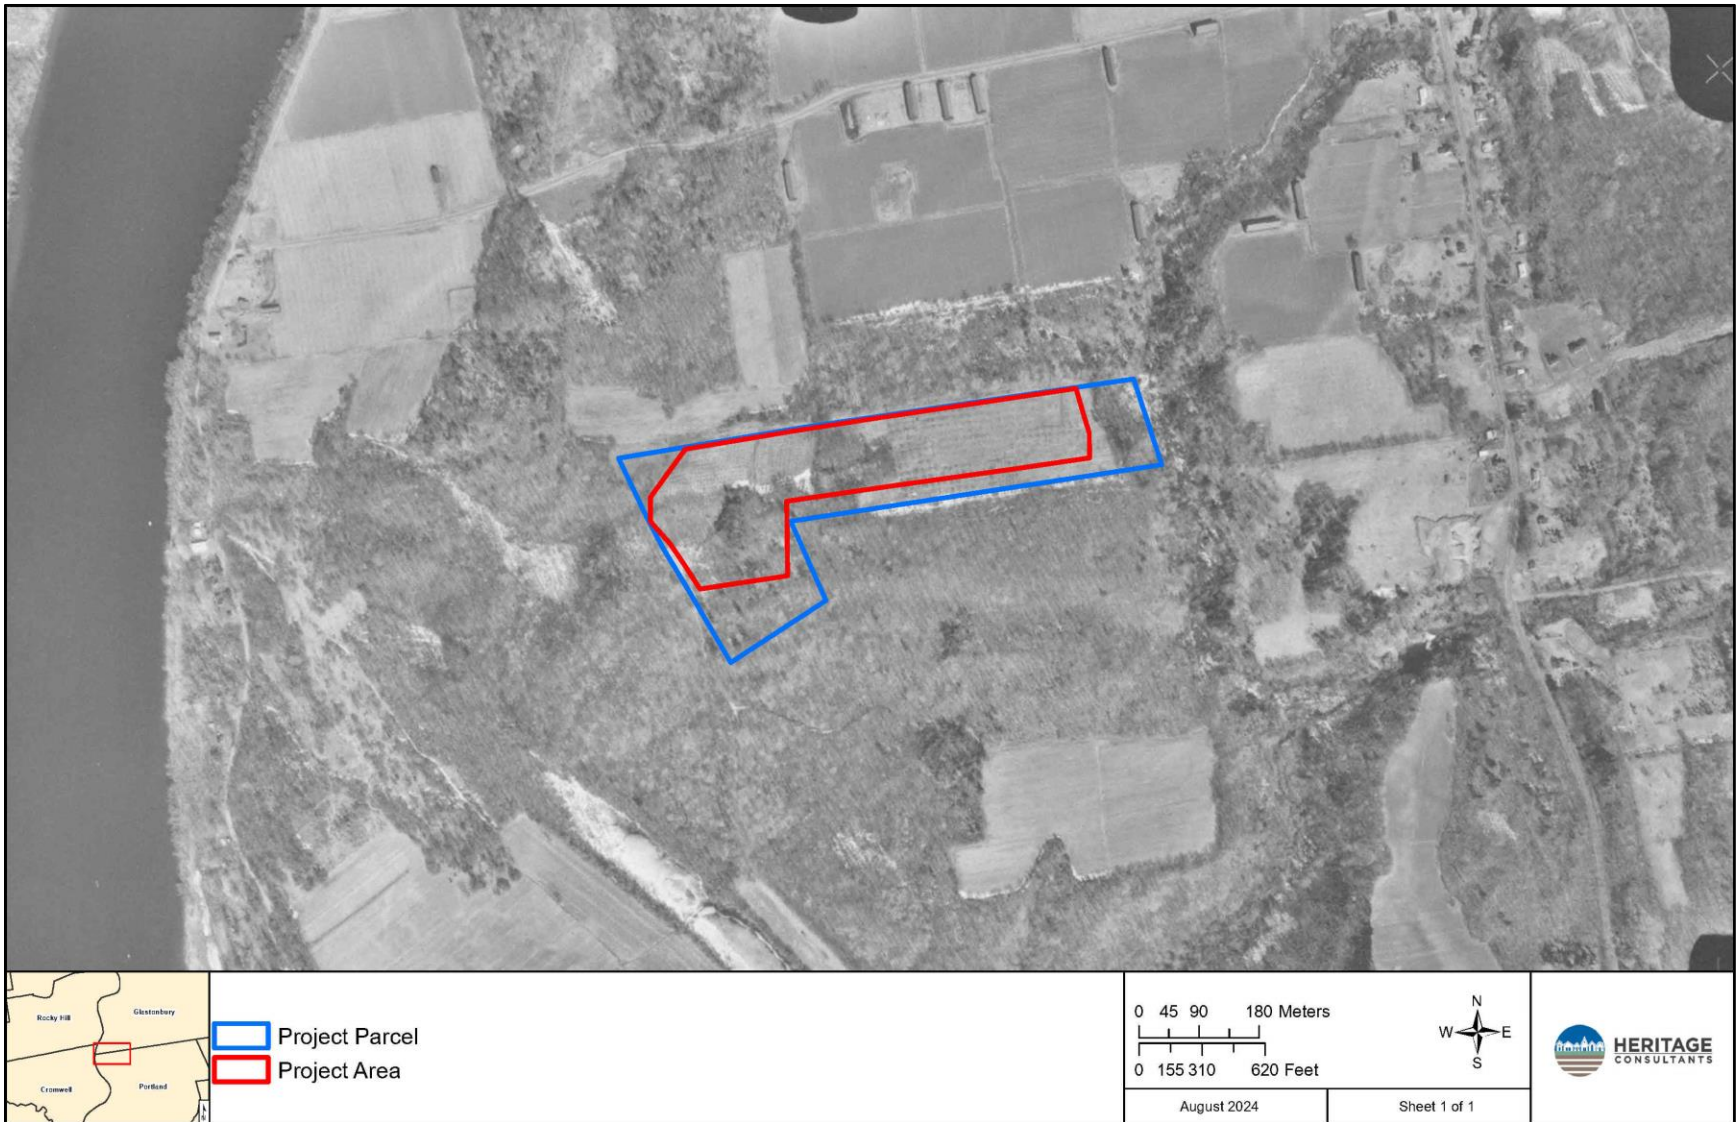 Rocky Hill
Glastonbury
Cromwell
Portland
N
Project Parcel
Project Area
0 45 90 180 Meters
0 155 310 620 Feet
N
W E
S
August 2024
Sheet 1 of 1
HERITAGE
CONSULTANTS